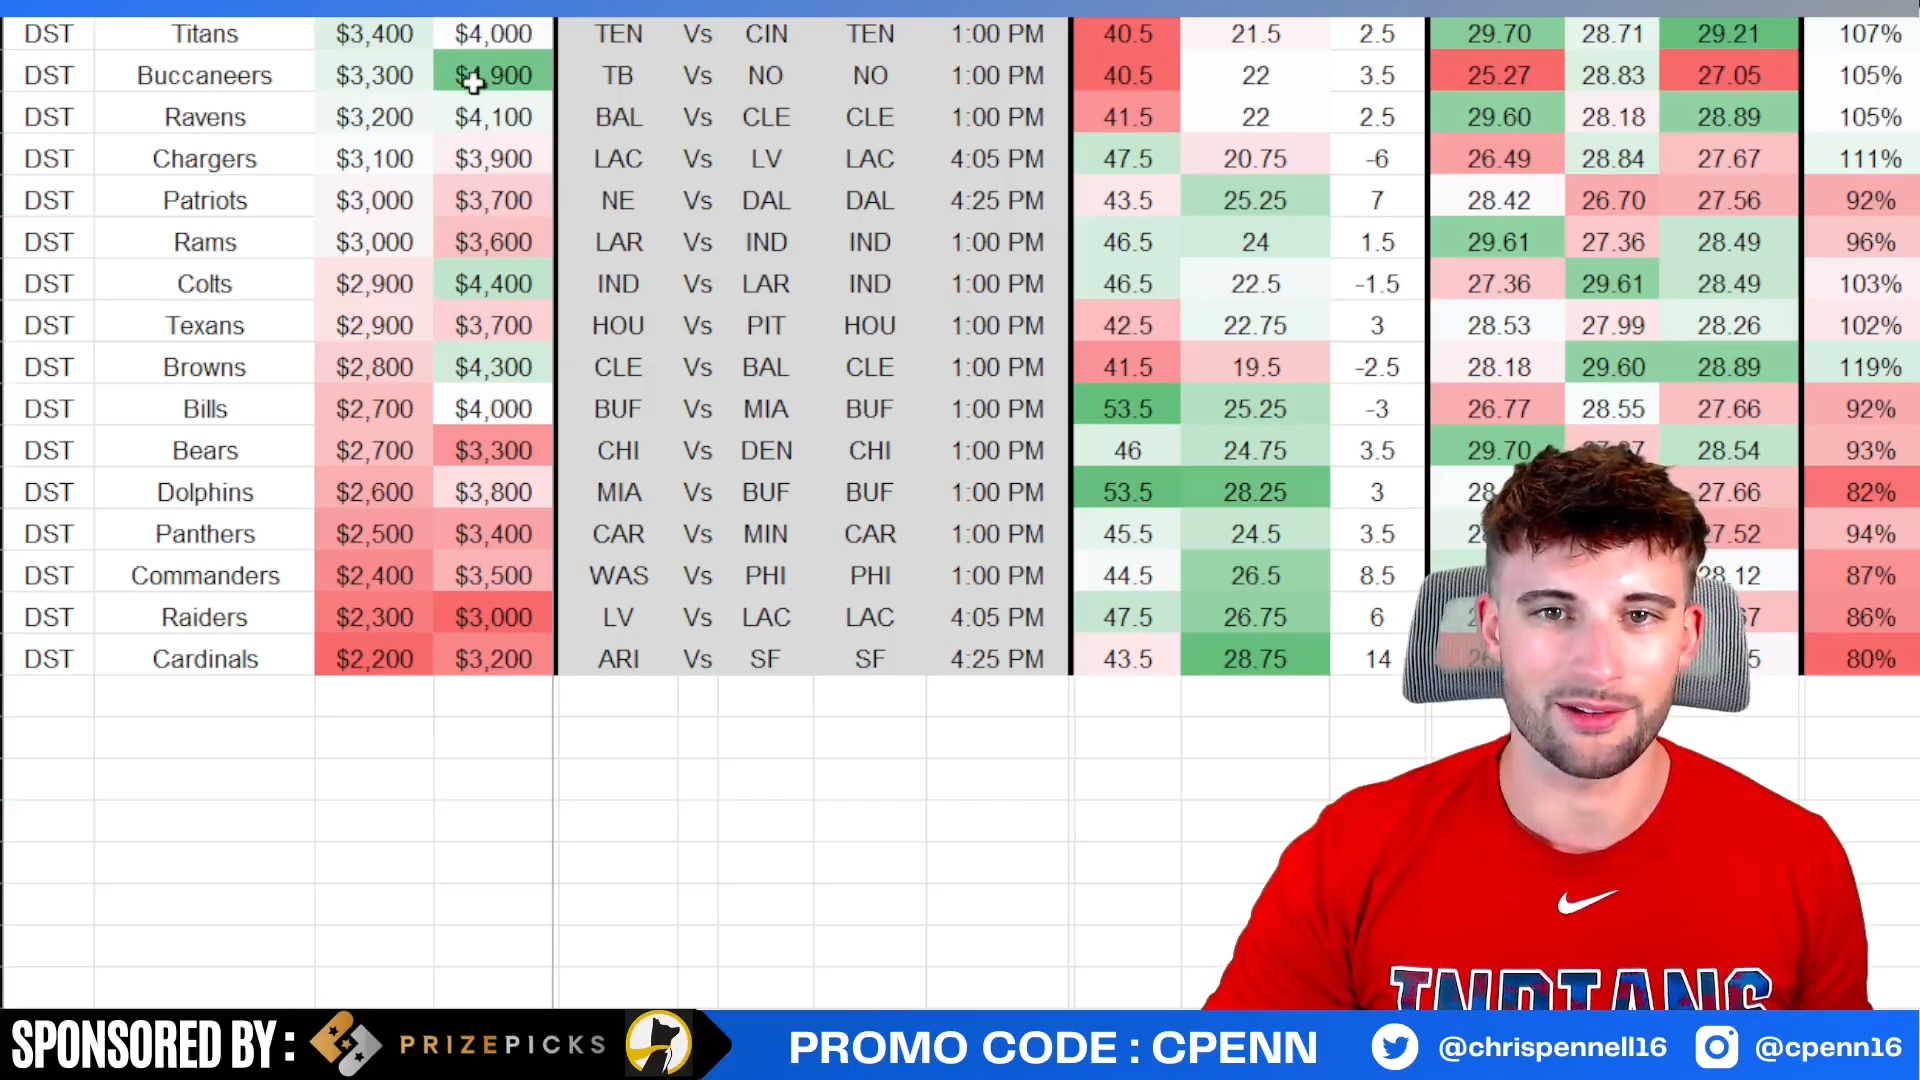 DST Titans $3,400 $4,000 TEN Vs CIN TEN 1:00 PM 40.5 21.5 2.5 29.70 28.71 29.21 107%
DST Buccaneers $3,300 TB Vs NO NO 1:00 PM 40.5 22 3.5 25.27 28.83 27.05 105%
DST Ravens $3,200 $4,100 BAL Vs CLE CLE 1:00 PM 41.5 22 2.5 29.60 28.18 28.89 105%
DST Chargers $3,100 $3,900 LAC Vs LV LAC 4:05 PM 47.5 20.75 -6 26.49 28.84 27.67 111%
DST Patriots $3,000 $3,700 NE Vs DAL DAL 4:25 PM 43.5 25.25 7 28.42 26.70 27.56 92%
DST Rams $3,000 $3,600 LAR Vs IND IND 1:00 PM 46.5 24 1.5 29.61 27.36 28.49 96%
DST Colts $2,900 $4,400 IND Vs LAR IND 1:00 PM 46.5 22.5 -1.5 27.36 29.61 28.49 103%
DST Texans $2,900 $3,700 HOU Vs PIT HOU 1:00 PM 42.5 22.75 3 28.53 27.99 28.26 102%
DST Browns $2,800 $4,300 CLE Vs BAL CLE 1:00 PM 41.5 19.5 -2.5 28.18 29.60 28.89 119%
DST Bills $2,700 $4,000 BUF Vs MIA BUF 1:00 PM 53.5 25.25 -3 26.77 28.55 27.66 92%
DST Bears $2,700 $3,300 CHI Vs DEN CHI 1:00 PM 46 24.75 3.5 29.70 28.54 93%
DST Dolphins $2,600 $3,800 MIA Vs BUF BUF 1:00 PM 53.5 28.25 3 27.66 82%
DST Panthers $2,500 $3,400 CAR Vs MIN CAR 1:00 PM 45.5 24.5 3.5 94%
DST Commanders $2,400 $3,500 WAS Vs PHI PHI 1:00 PM 44.5 26.5 8.5 28.12 87%
DST Raiders $2,300 $3,000 LV Vs LAC LAC 4:05 PM 47.5 26.75 6 86%
DST Cardinals $2,200 $3,200 ARI Vs SF SF 4:25 PM 43.5 28.75 14 80%
INDIANS
SPONSORED BY : PRIZEPICKS PROMO CODE : CPENN @chrispennell16 @cpenn16